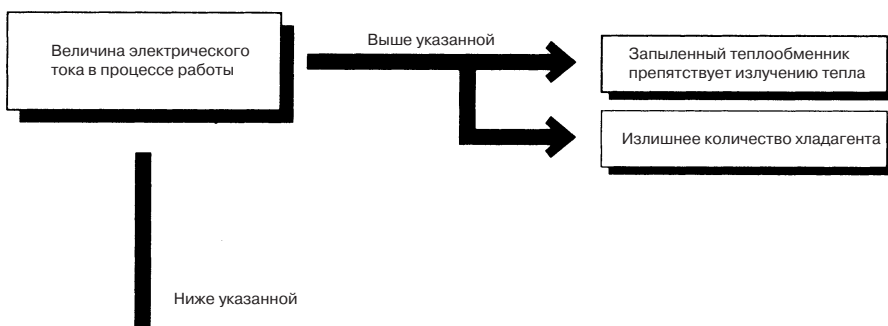 Величина электрического
тока в процессе работы
Выше указанной
Запыленный теплообменник
препятствует излучению тепла
Излишнее количество хладагента
Ниже указанной